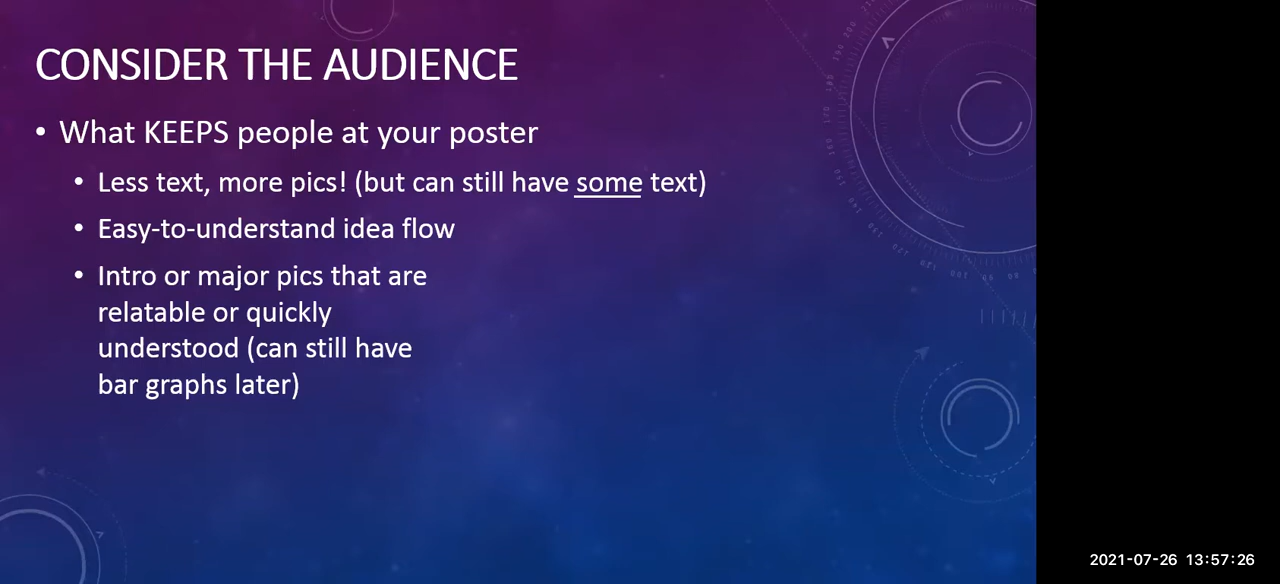 CONSIDER THE AUDIENCE
• What KEEPS people at your poster
• Less text, more pics! (but can still have some text)
• Easy-to-understand idea flow
• Intro or major pics that are
relatable or quickly
understood (can still have
bar graphs later)
2021-07-26 13:57:26